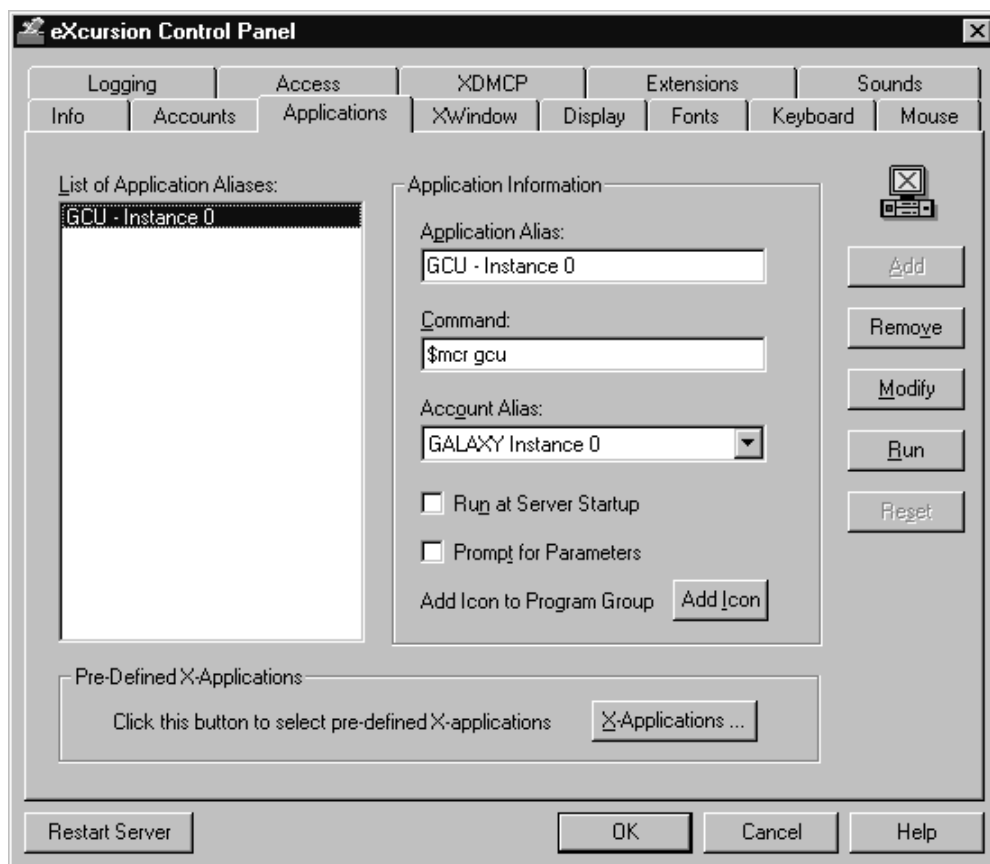 eXcursion Control Panel
Logging Access XDMCP Extensions Sounds
Info Accounts Applications XWindow Display Fonts Keyboard Mouse
List of Application Aliases:
GCU - Instance 0
Application Information
Application Alias:
GCU - Instance 0
Command:
$mcr gcu
Account Alias:
GALAXY Instance 0
Run at Server Startup
Prompt for Parameters
Add Icon to Program Group Add Icon
Add
Remove
Modify
Run
Reset
Pre-Defined X-Applications
Click this button to select pre-defined X-applications X-Applications ...
Restart Server OK Cancel Help